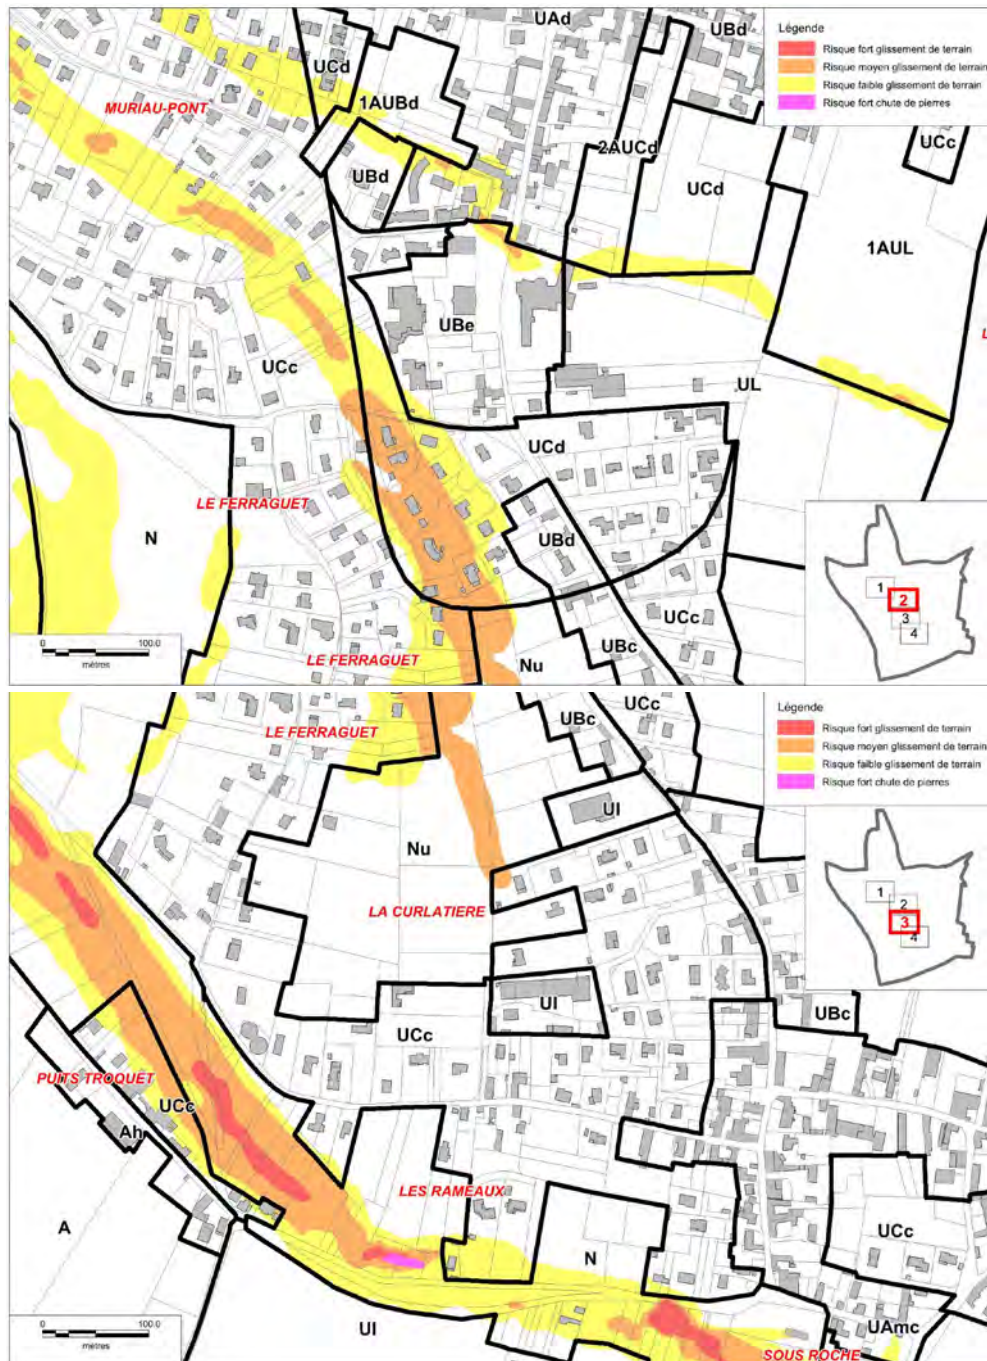 UAd
UBd
Légende
Risque fort glissement de terrain
Risque moyen glissement de terrain
Risque faible glissement de terrain
Risque fort chute de pierres
UCd
MURIAU-PONT
1AUBd
2AUCd
UCc
UBd
UCd
1AUL
UBe
UCc
UL
UCd
LE FERRAGUET
N
UBd
1
2
3
4
UCc
0
100.0
mètres
LE FERRAGUET
Nu
UBc
UCc
UBc
Légende
Risque fort glissement de terrain
Risque moyen glissement de terrain
Risque faible glissement de terrain
Risque fort chute de pierres
LE FERRAGUET
UI
Nu
1
2
3
4
LA CURLATIERE
UI
UBc
UCc
PUITS TROQUET
UCc
Ah
LES RAMEAUX
A
UCc
N
0
100.0
mètres
UI
UAmc
SOUS ROCHE